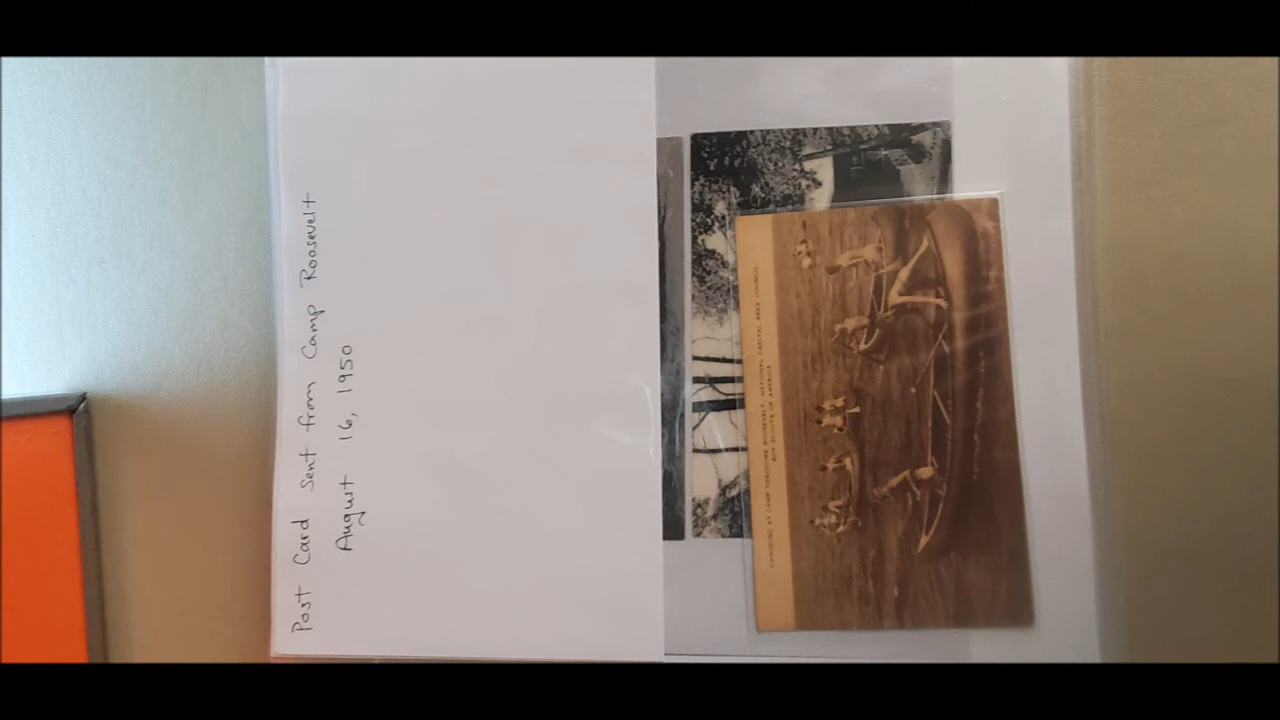 Post Card Sent from Camp Roosevelt
August 16, 1950
CANOEING AT CAMP THEODORE ROOSEVELT, NATIONAL CAPITAL AREA COUNCIL
BOY SCOUTS OF AMERICA